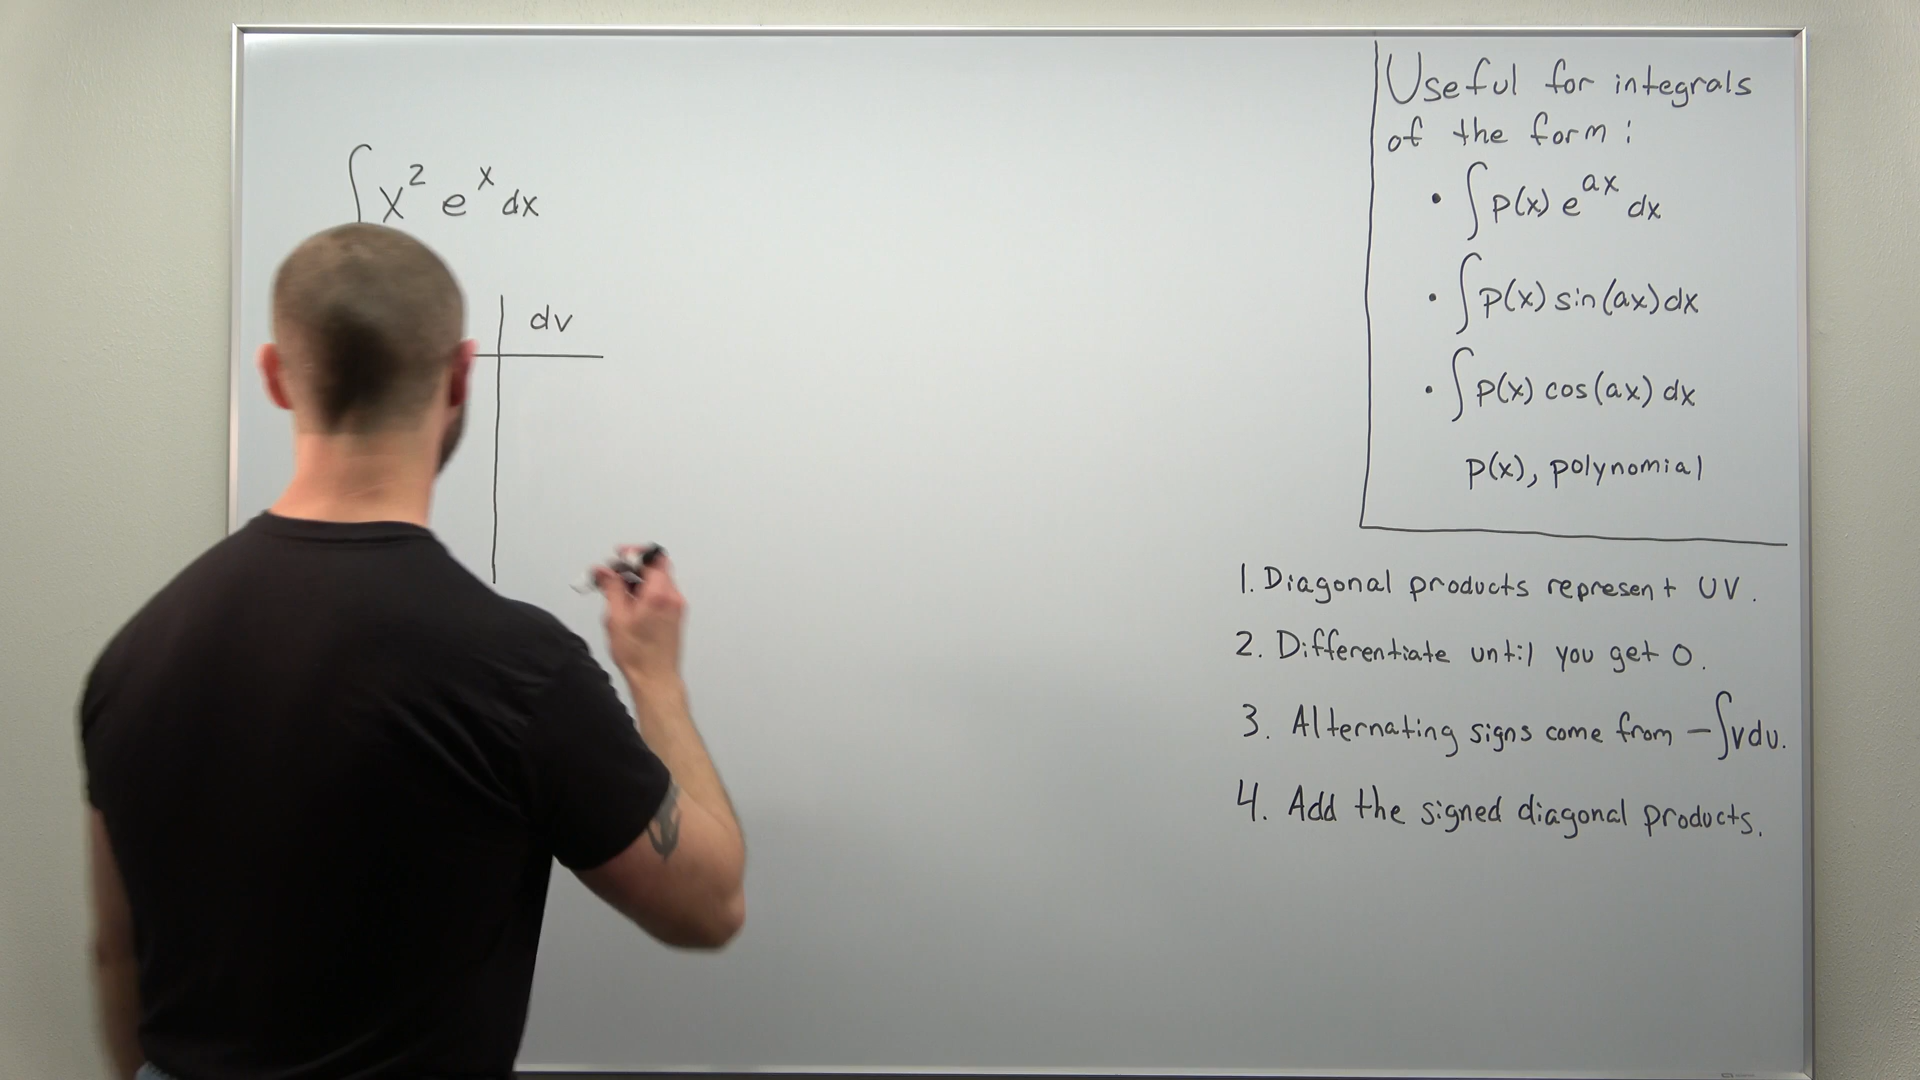 ∫x² eˣ dx
dv
Useful for integrals
of the form:
• ∫p(x) e^{ax} dx
• ∫p(x) sin(ax) dx
• ∫p(x) cos(ax) dx
p(x), polynomial
1. Diagonal products represent UV.
2. Differentiate until you get 0.
3. Alternating signs come from −∫vdu.
4. Add the signed diagonal products.